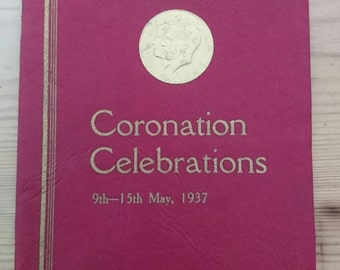 Coronation
Celebrations
9th—15th May, 1937